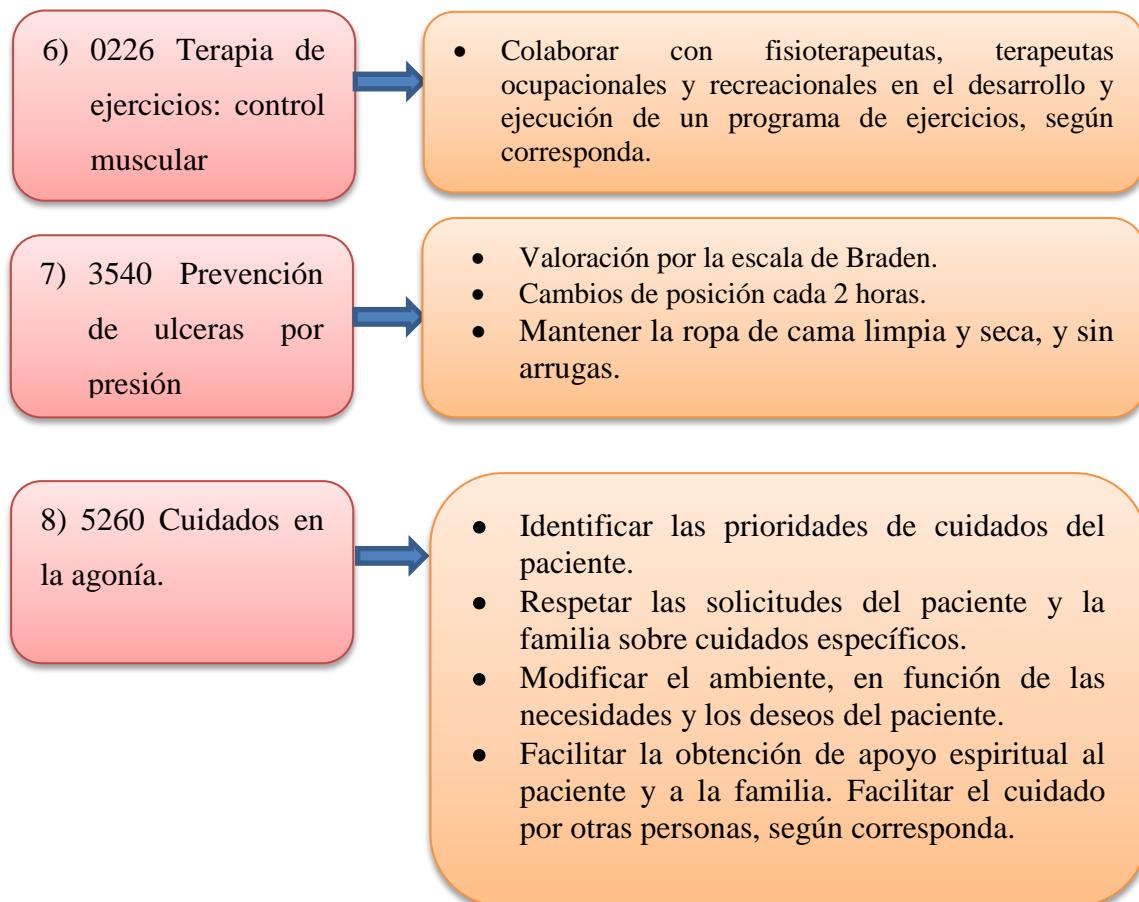 6) 0226 Terapia de
ejercicios: control
muscular
• Colaborar con fisioterapeutas, terapeutas
ocupacionales y recreacionales en el desarrollo y
ejecución de un programa de ejercicios, según
corresponda.
7) 3540 Prevención
de ulceras por
presión
• Valoración por la escala de Braden.
• Cambios de posición cada 2 horas.
• Mantener la ropa de cama limpia y seca, y sin
arrugas.
8) 5260 Cuidados en
la agonía.
• Identificar las prioridades de cuidados del
paciente.
• Respetar las solicitudes del paciente y la
familia sobre cuidados específicos.
• Modificar el ambiente, en función de las
necesidades y los deseos del paciente.
• Facilitar la obtención de apoyo espiritual al
paciente y a la familia. Facilitar el cuidado
por otras personas, según corresponda.